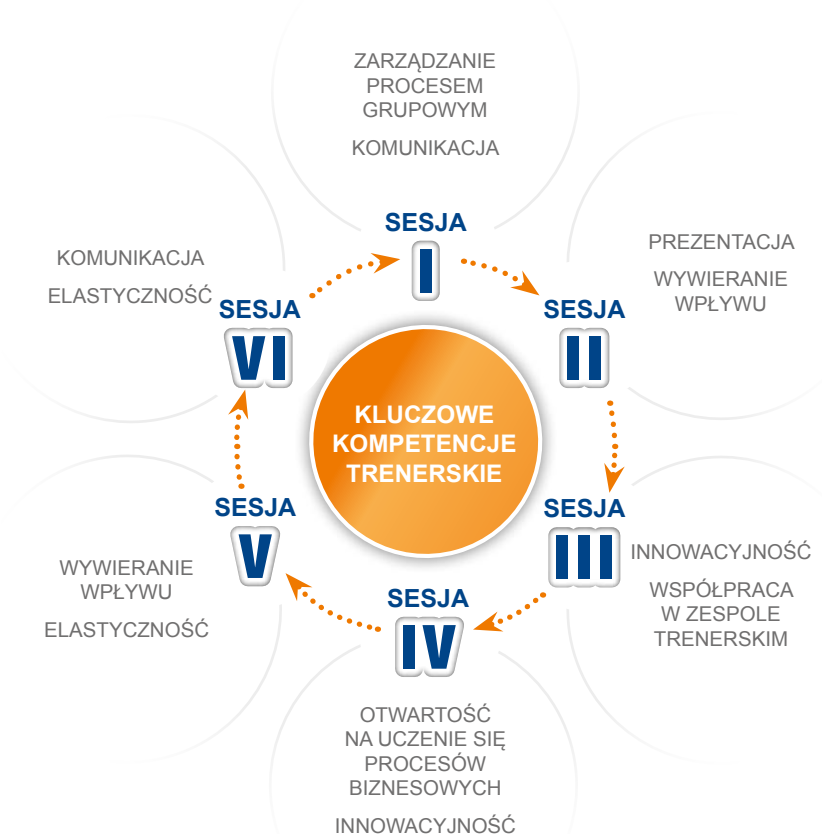 ZARZĄDZANIE
PROCESEM
GRUPOWYM
KOMUNIKACJA
SESJA
I
PREZENTACJA
WYWIERANIE
WPŁYWU
SESJA
II
INNOWACYJNOŚĆ
WSPÓŁPRACA
W ZESPOLE
TRENERSKIM
SESJA
III
SESJA
IV
OTWARTOŚĆ
NA UCZENIE SIĘ
PROCESÓW
BIZNESOWYCH
INNOWACYJNOŚĆ
SESJA
V
WYWIERANIE
WPŁYWU
ELASTYCZNOŚĆ
KOMUNIKACJA
ELASTYCZNOŚĆ
SESJA
VI
KLUCZOWE
KOMPETENCJE
TRENERSKIE